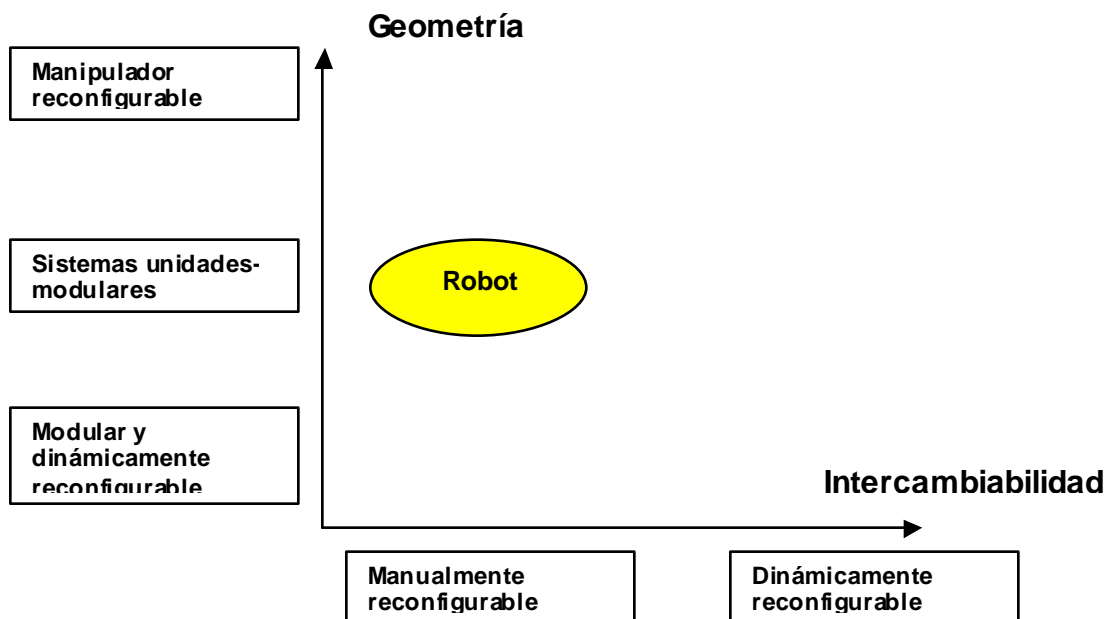 Geometría
Manipulador
reconfigurable
Sistemas unidades-
modulares
Robot
Modular y
dinámicamente
reconfigurable
Intercambiabilidad
Manualmente
reconfigurable
Dinámicamente
reconfigurable